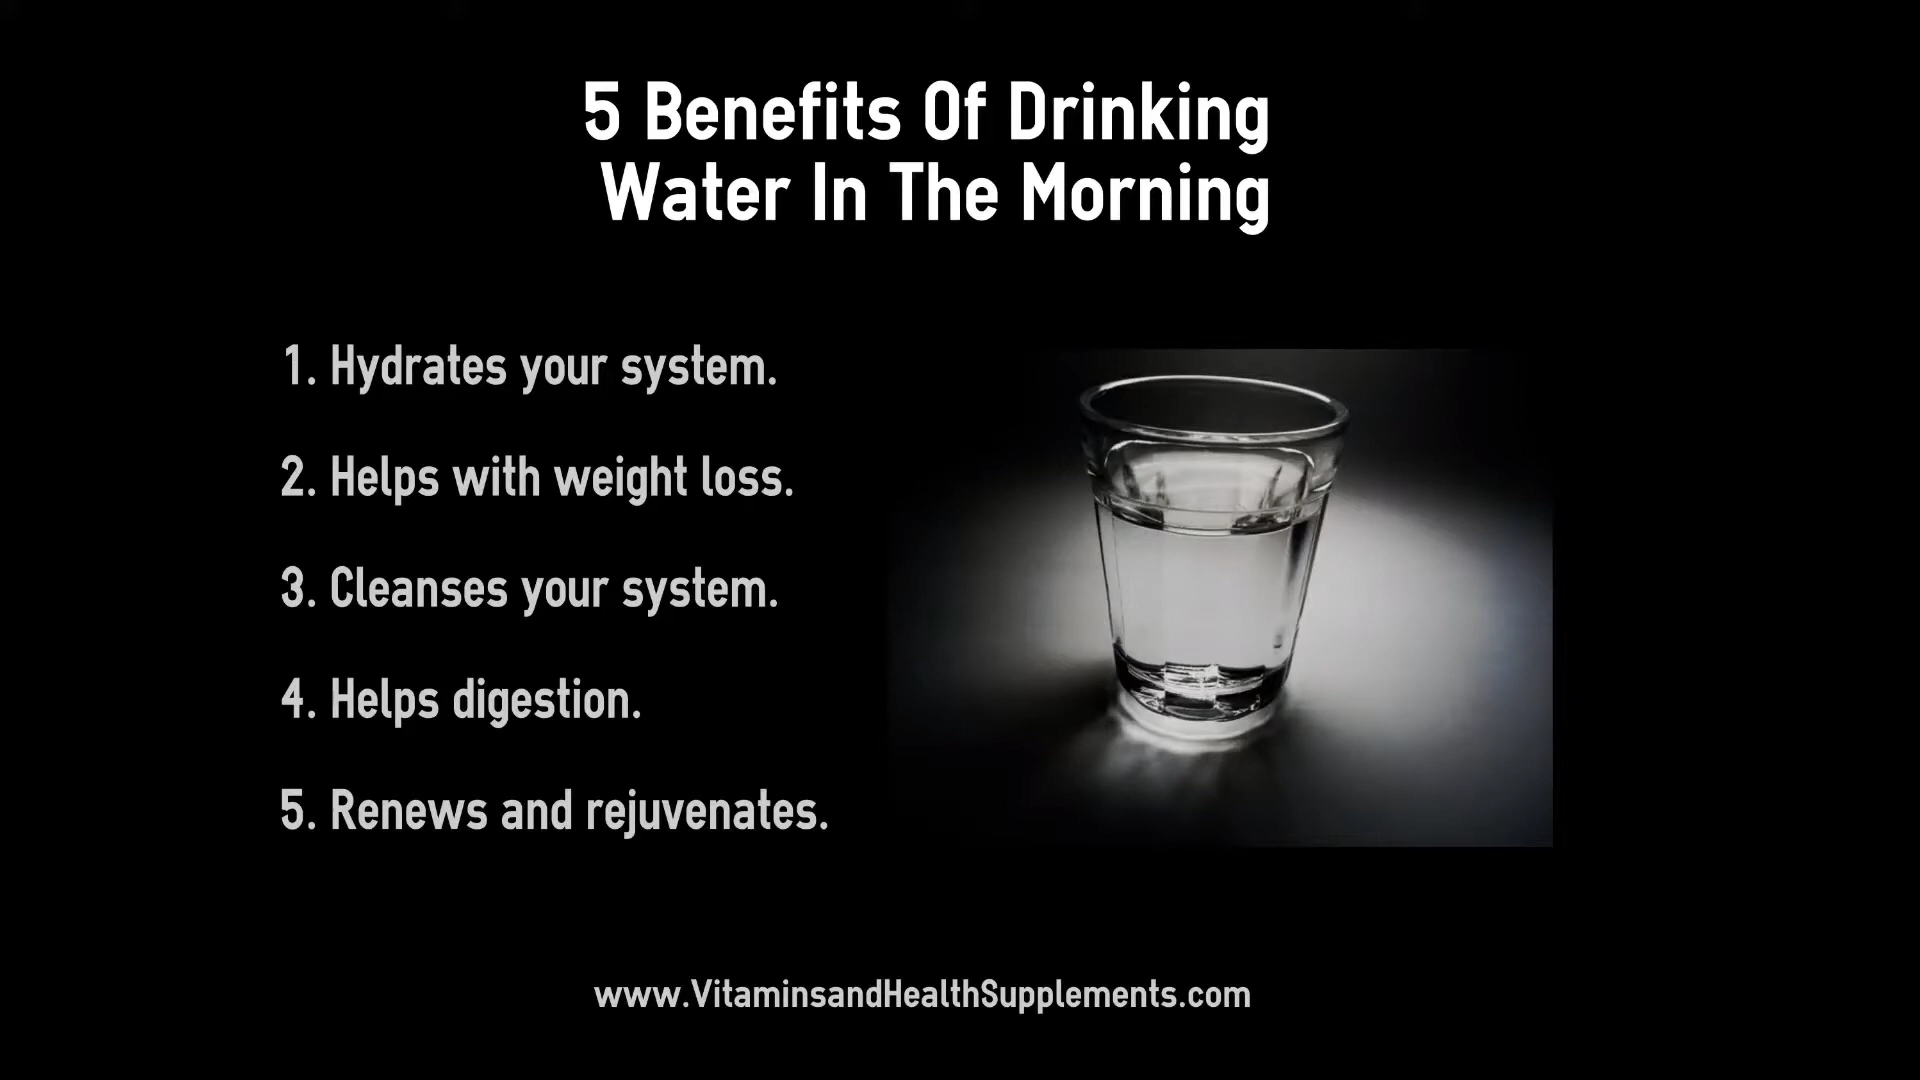 5 Benefits Of Drinking
Water In The Morning
1. Hydrates your system.
2. Helps with weight loss.
3. Cleanses your system.
4. Helps digestion.
5. Renews and rejuvenates.
www.VitaminsandHealthSupplements.com